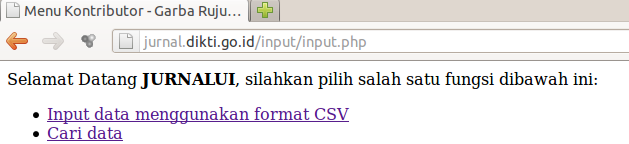 Menu Kontributor - Garba Ruju...
jurnal.dikti.go.id/input/input.php
Selamat Datang JURNALUI, silahkan pilih salah satu fungsi dibawah ini:
• Input data menggunakan format CSV
• Cari data